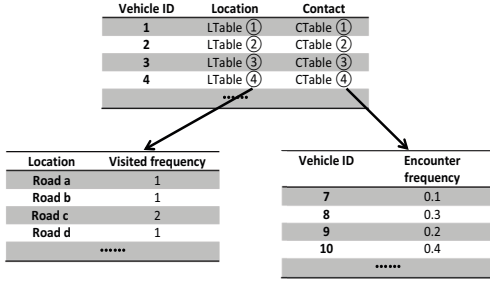 Vehicle ID Location Contact
1 LTable ① CTable ①
2 LTable ② CTable ②
3 LTable ③ CTable ③
4 LTable ④ CTable ④
••••••
Location Visited frequency
Road a 1
Road b 1
Road c 2
Road d 1
••••••
Vehicle ID Encounter
frequency
7 0.1
8 0.3
9 0.2
10 0.4
••••••